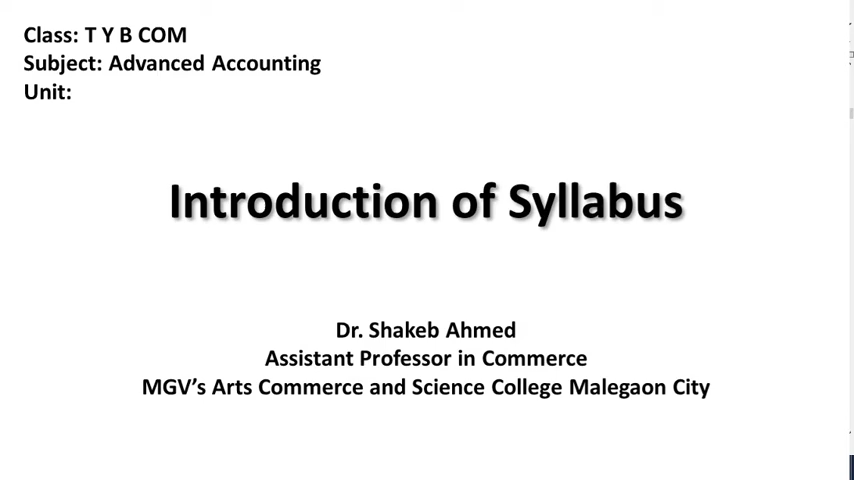 Class: T Y B COM
Subject: Advanced Accounting
Unit:
Introduction of Syllabus
Dr. Shakeb Ahmed
Assistant Professor in Commerce
MGV’s Arts Commerce and Science College Malegaon City